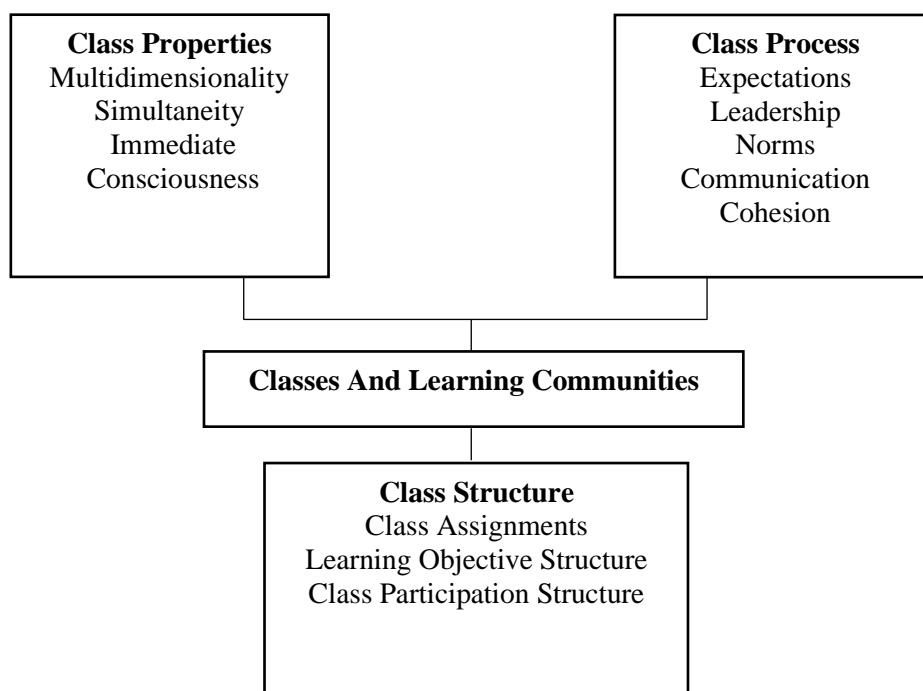 Class Properties
Multidimensionality
Simultaneity
Immediate
Consciousness
Class Process
Expectations
Leadership
Norms
Communication
Cohesion
Classes And Learning Communities
Class Structure
Class Assignments
Learning Objective Structure
Class Participation Structure